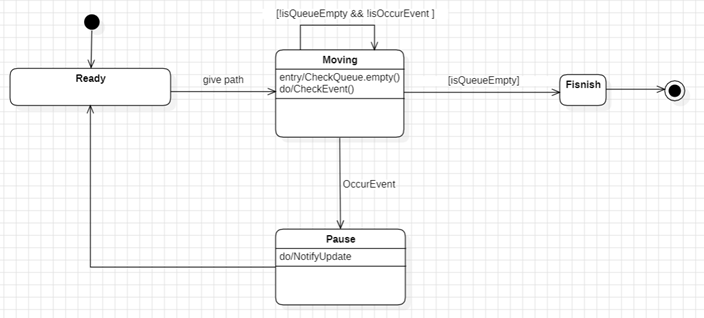 [!isQueueEmpty && !isOccurEvent ]
Ready
give path
Moving
entry/CheckQueue.empty()
do/CheckEvent()
[isQueueEmpty]
Fisnish
OccurEvent
Pause
do/NotifyUpdate